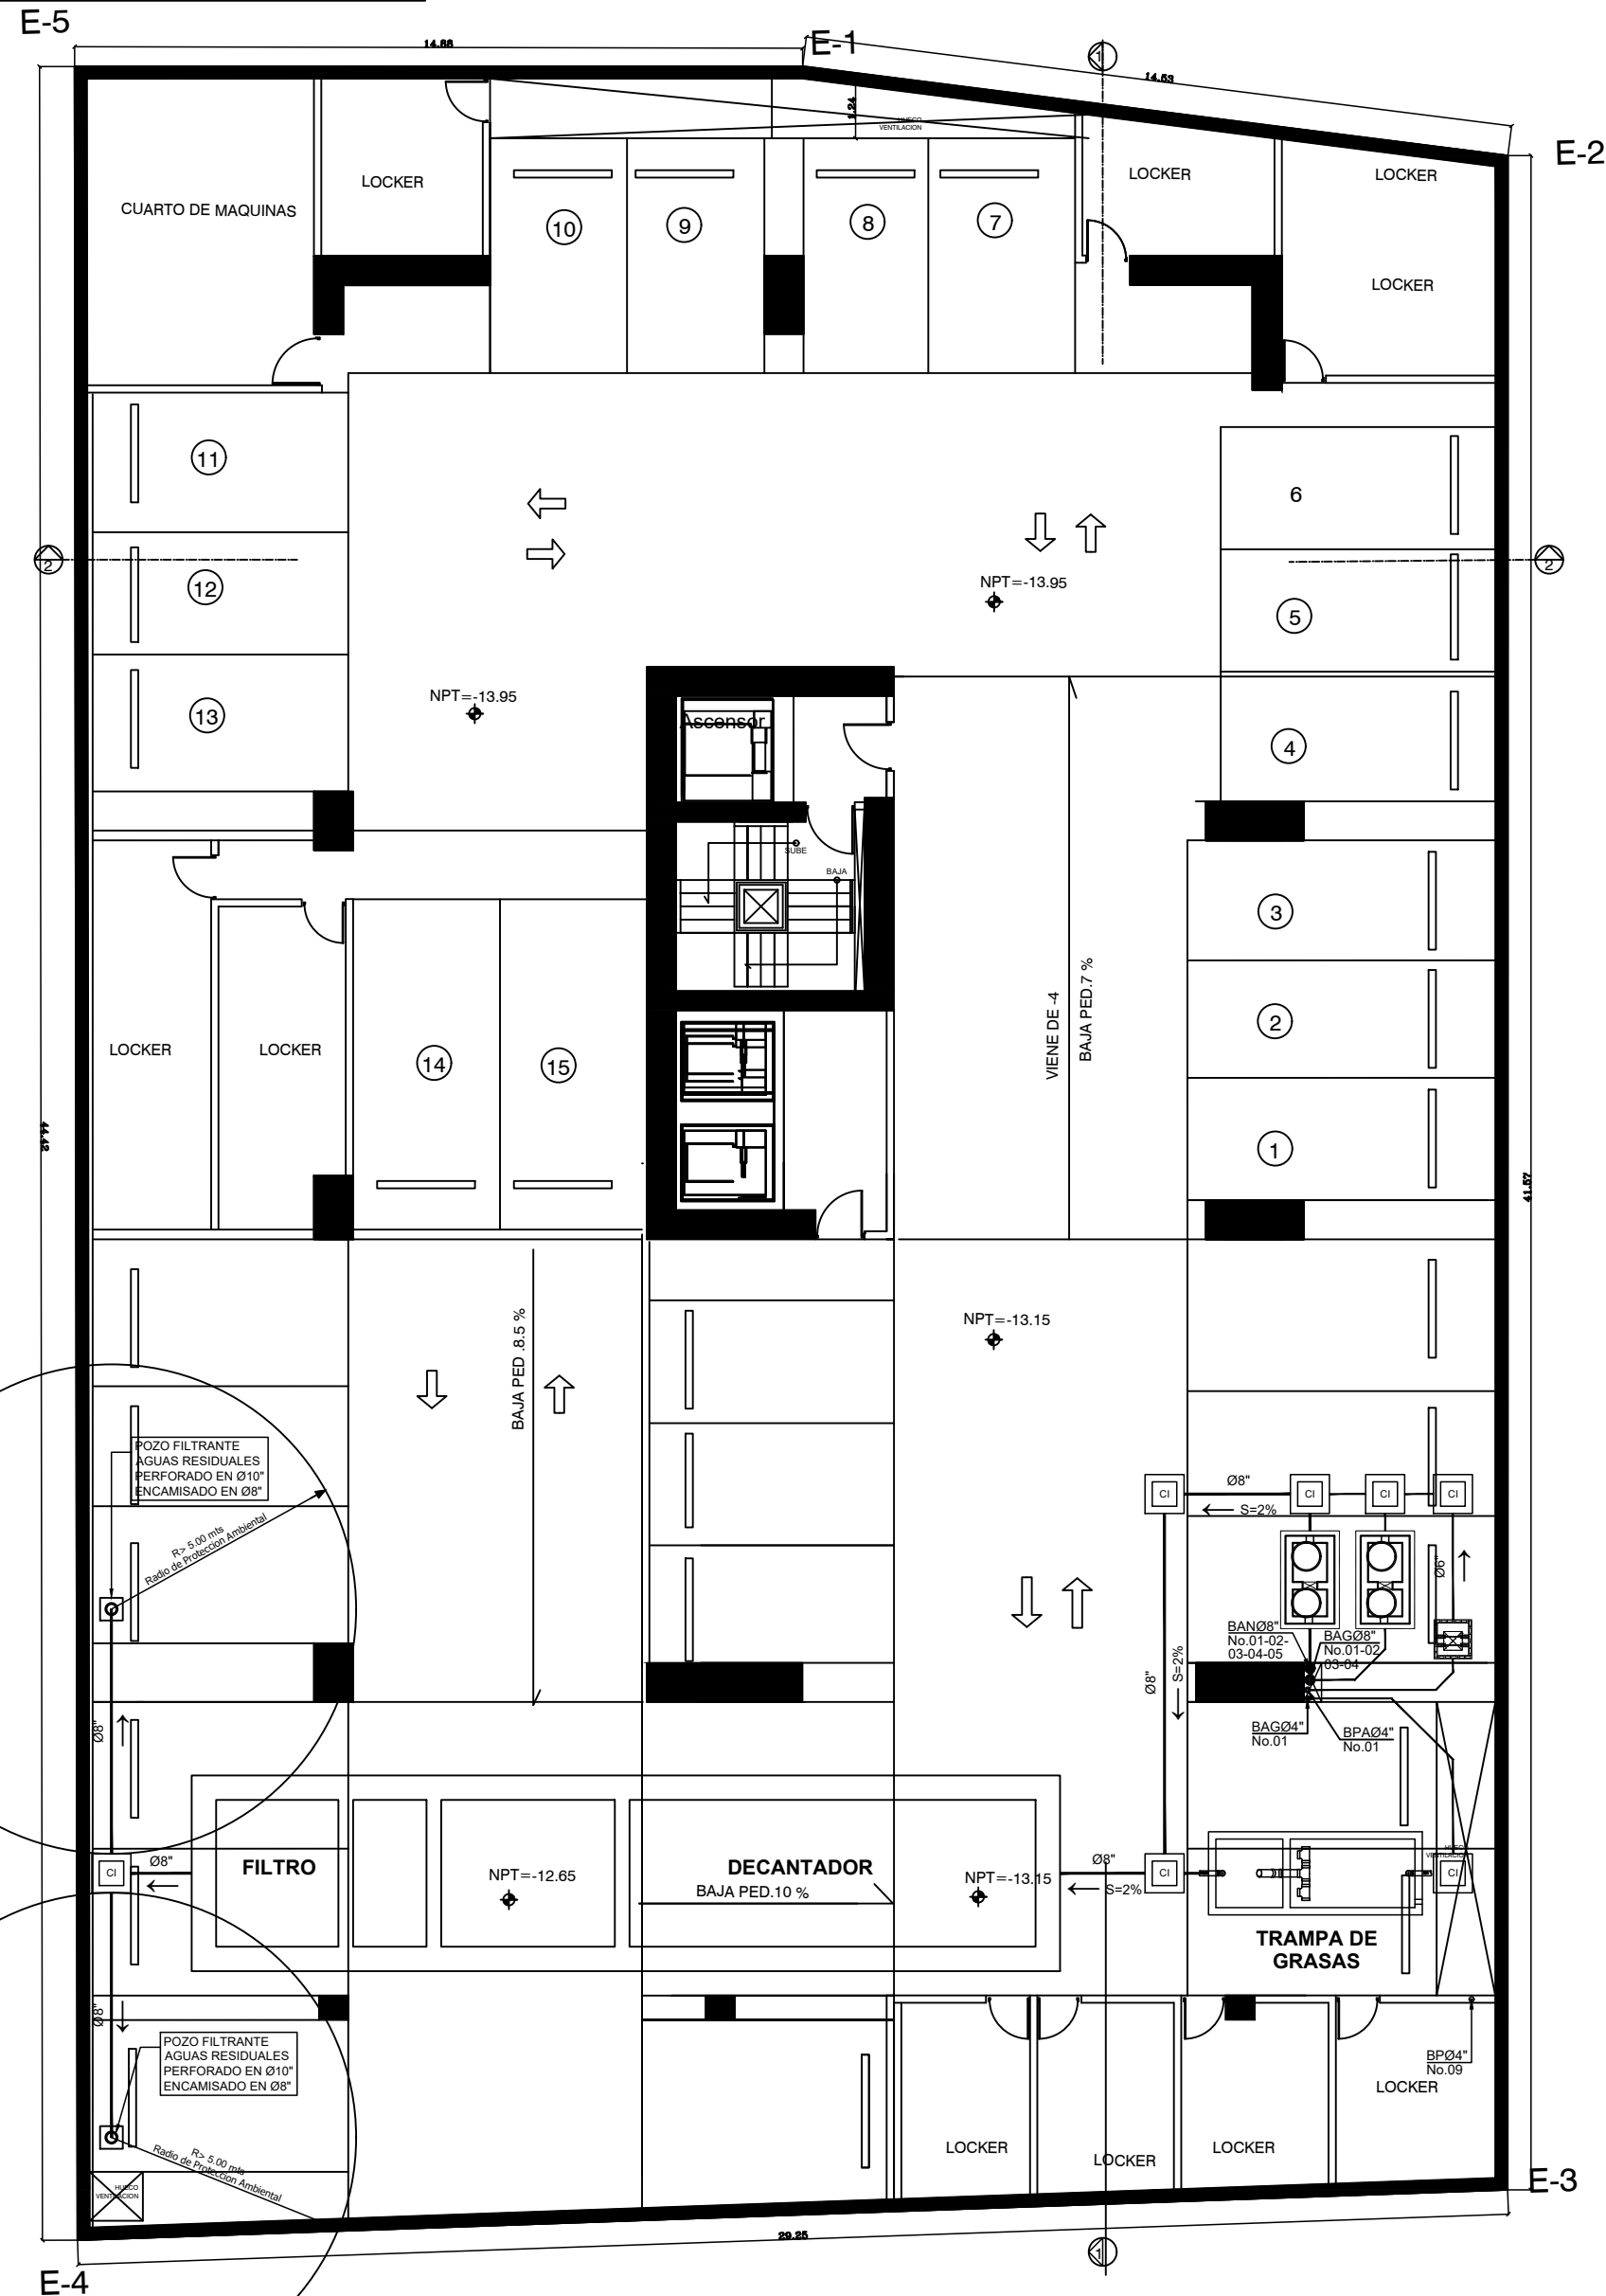 E-5
14.88
E-1
14.53
E-2
1
1.24
HUECO
VENTILACION
LOCKER
LOCKER
LOCKER
CUARTO DE MAQUINAS
10
9
8
7
LOCKER
11
6
2
12
5
2
NPT=-13.95
13
NPT=-13.95
Ascensor
4
SUBE
BAJA
3
2
VIENE DE -4
BAJA PED.7 %
LOCKER
LOCKER
14
15
1
44.42
41.57
NPT=-13.15
BAJA PED .8.5 %
POZO FILTRANTE
AGUAS RESIDUALES
PERFORADO EN Ø10"
ENCAMISADO EN Ø8"
R> 5.00 mts
Radio de Proteccion Ambiental
CI
Ø8"
S=2%
CI
CI
CI
Ø6"
BANØ8"
No.01-02-
03-04-05
BAGØ8"
No.01-02
03-04
Ø8"
S=2%
BAGØ4"
No.01
BPAØ4"
No.01
Ø8"
CI
Ø8"
FILTRO
NPT=-12.65
DECANTADOR
BAJA PED.10 %
NPT=-13.15
Ø8"
S=2%
CI
HUECO
VENTILACION
CI
TRAMPA DE
GRASAS
Ø8"
POZO FILTRANTE
AGUAS RESIDUALES
PERFORADO EN Ø10"
ENCAMISADO EN Ø8"
R> 5.00 mts
Radio de Proteccion Ambiental
BPØ4"
No.09
LOCKER
LOCKER
LOCKER
LOCKER
HUECO
VENTILACION
E-3
29.25
1
E-4